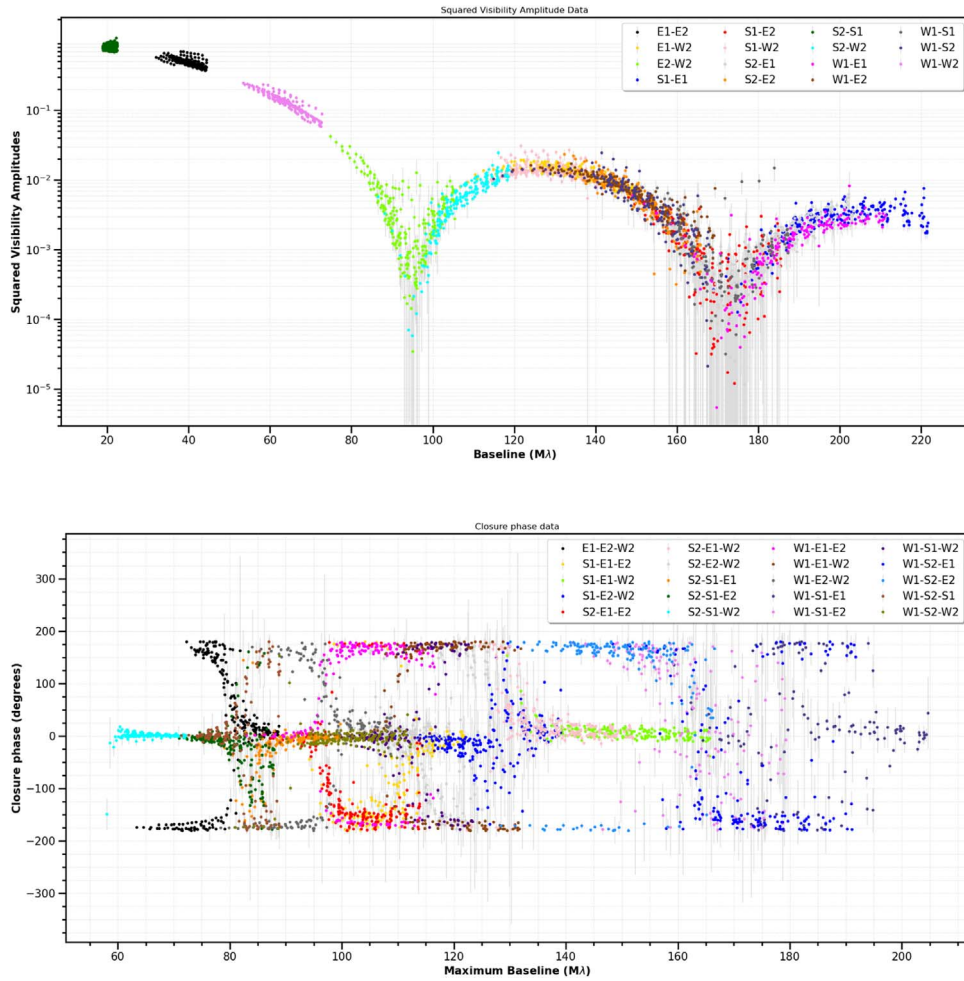 Squared Visibility Amplitude Data
E1-E2 S1-E2 S2-S1 W1-S1
E1-W2 S1-W2 S2-W2 W1-S2
E2-W2 S2-E1 W1-E1 W1-W2
S1-E1 S2-E2 W1-E2
10⁻¹
10⁻²
10⁻³
10⁻⁴
10⁻⁵
Squared Visibility Amplitudes
20 40 60 80 100 120 140 160 180 200 220
Baseline (Mλ)
Closure phase data
E1-E2-W2 S2-E1-W2 W1-E1-E2 W1-S1-W2
S1-E1-E2 S2-E2-W2 W1-E1-W2 W1-S2-E1
S1-E1-W2 S2-S1-E1 W1-E2-W2 W1-S2-E2
S1-E2-W2 S2-S1-E2 W1-S1-E1 W1-S2-S1
S2-E1-E2 S2-S1-W2 W1-S1-E2 W1-S2-W2
300
200
100
0
−100
−200
−300
Closure phase (degrees)
60 80 100 120 140 160 180 200
Maximum Baseline (Mλ)